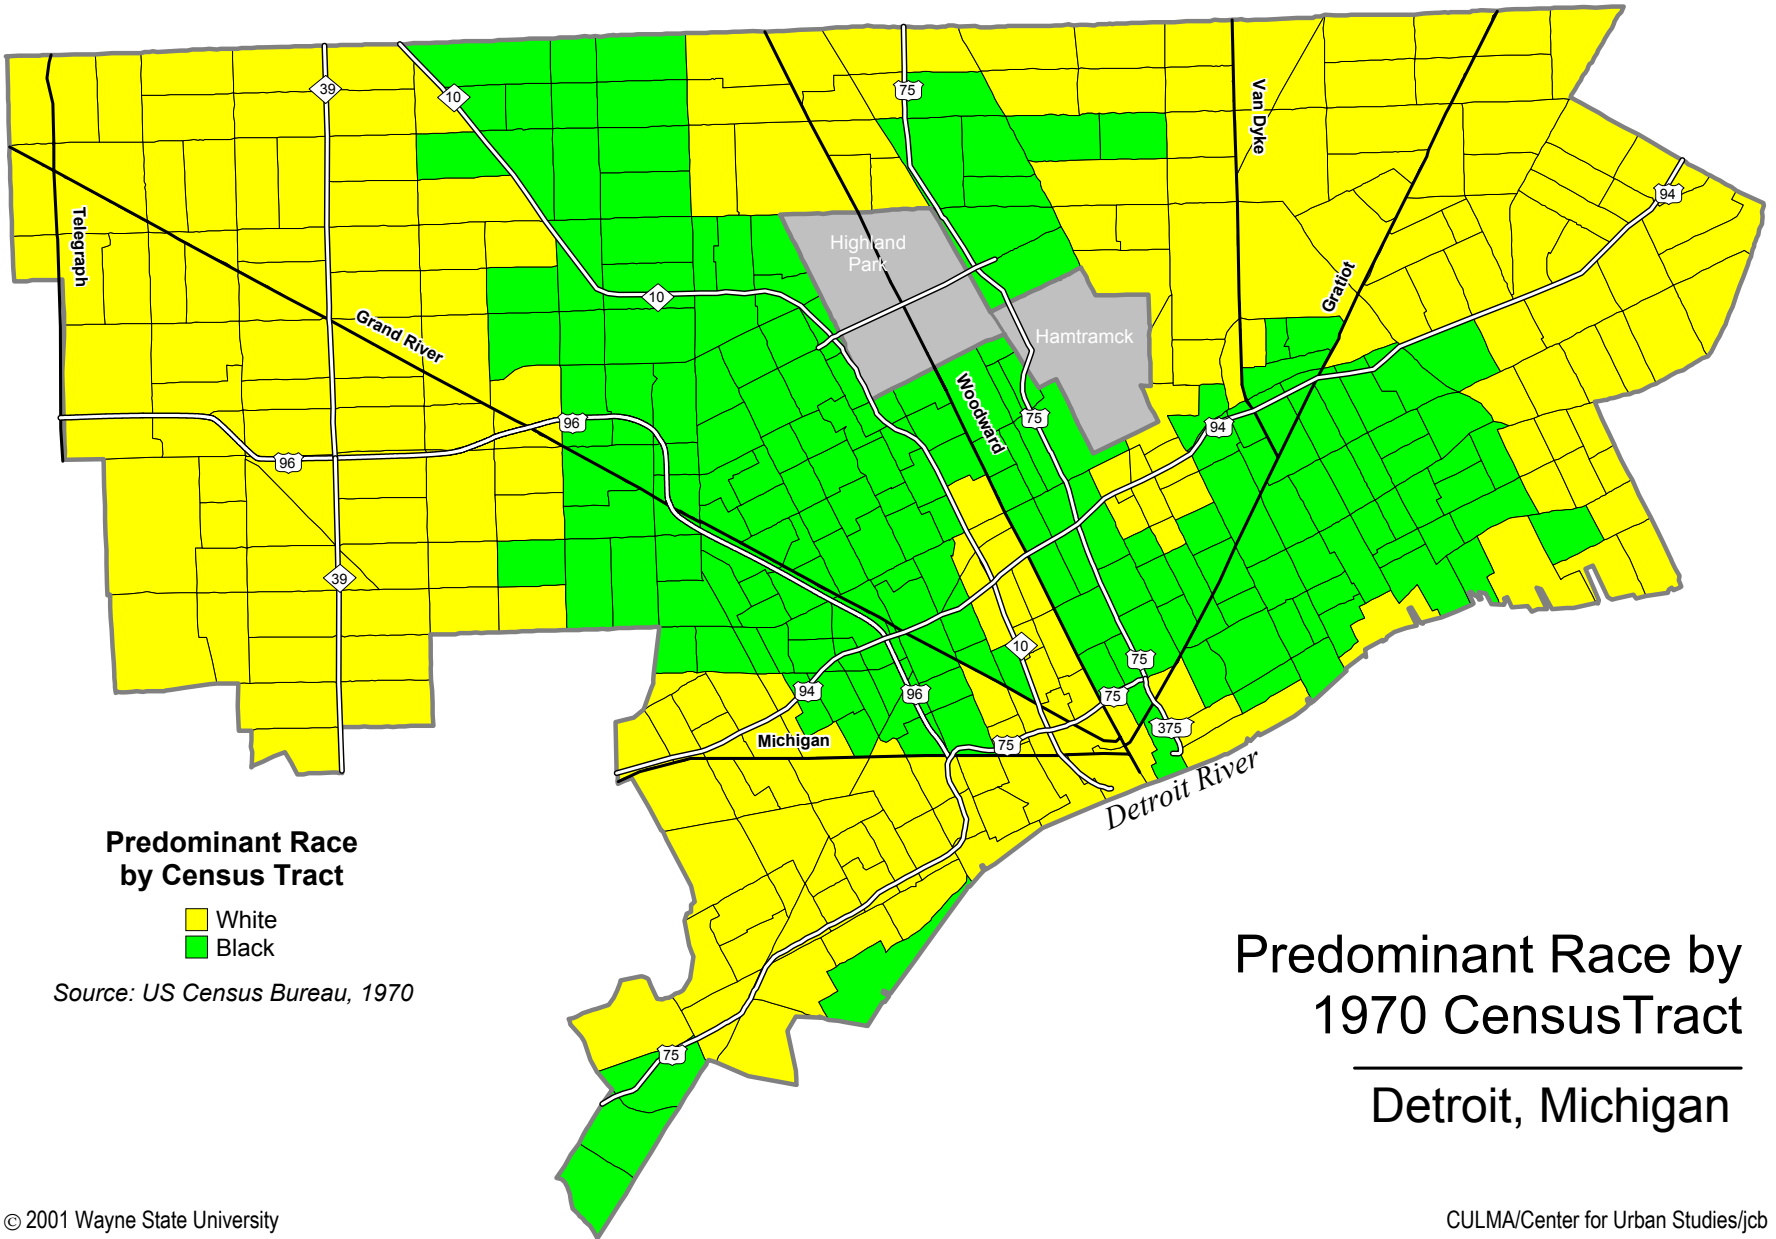 39
10
75
Van Dyke
94
Telegraph
Highland
Park
10
Grand River
Gratiot
Hamtramck
Woodward
96
75
94
96
39
10
75
94
96
75
375
Michigan
75
Detroit River
Predominant Race
by Census Tract
White
Black
Source: US Census Bureau, 1970
Predominant Race by
1970 CensusTract
Detroit, Michigan
75
© 2001 Wayne State University
CULMA/Center for Urban Studies/jcb